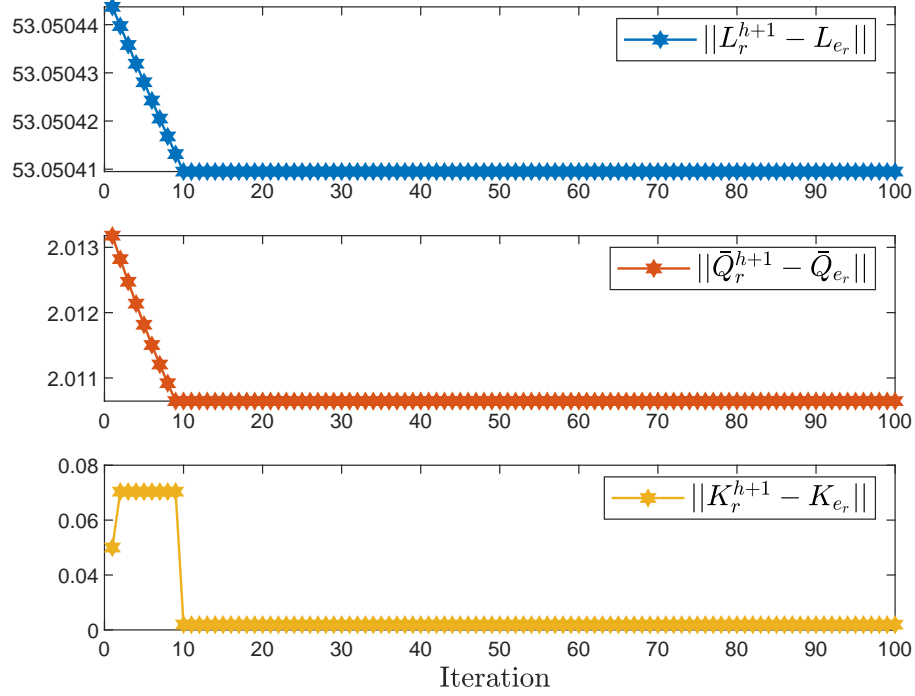 53.05044
53.05043
53.05042
53.05041
||L_r^{h+1} − L_{e_r}||
0 10 20 30 40 50 60 70 80 90 100
2.013
2.012
2.011
||Q̄_r^{h+1} − Q̄_{e_r}||
0 10 20 30 40 50 60 70 80 90 100
0.08
0.06
0.04
0
||K_r^{h+1} − K_{e_r}||
0 10 20 30 40 50 60 70 80 90 100
Iteration